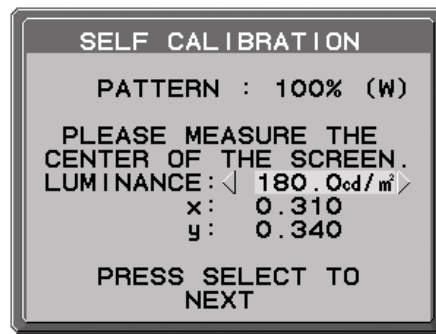 SELF CALIBRATION
PATTERN : 100% (W)
PLEASE MEASURE THE
CENTER OF THE SCREEN.
LUMINANCE: 180.0cd/㎡
x: 0.310
y: 0.340
PRESS SELECT TO
NEXT